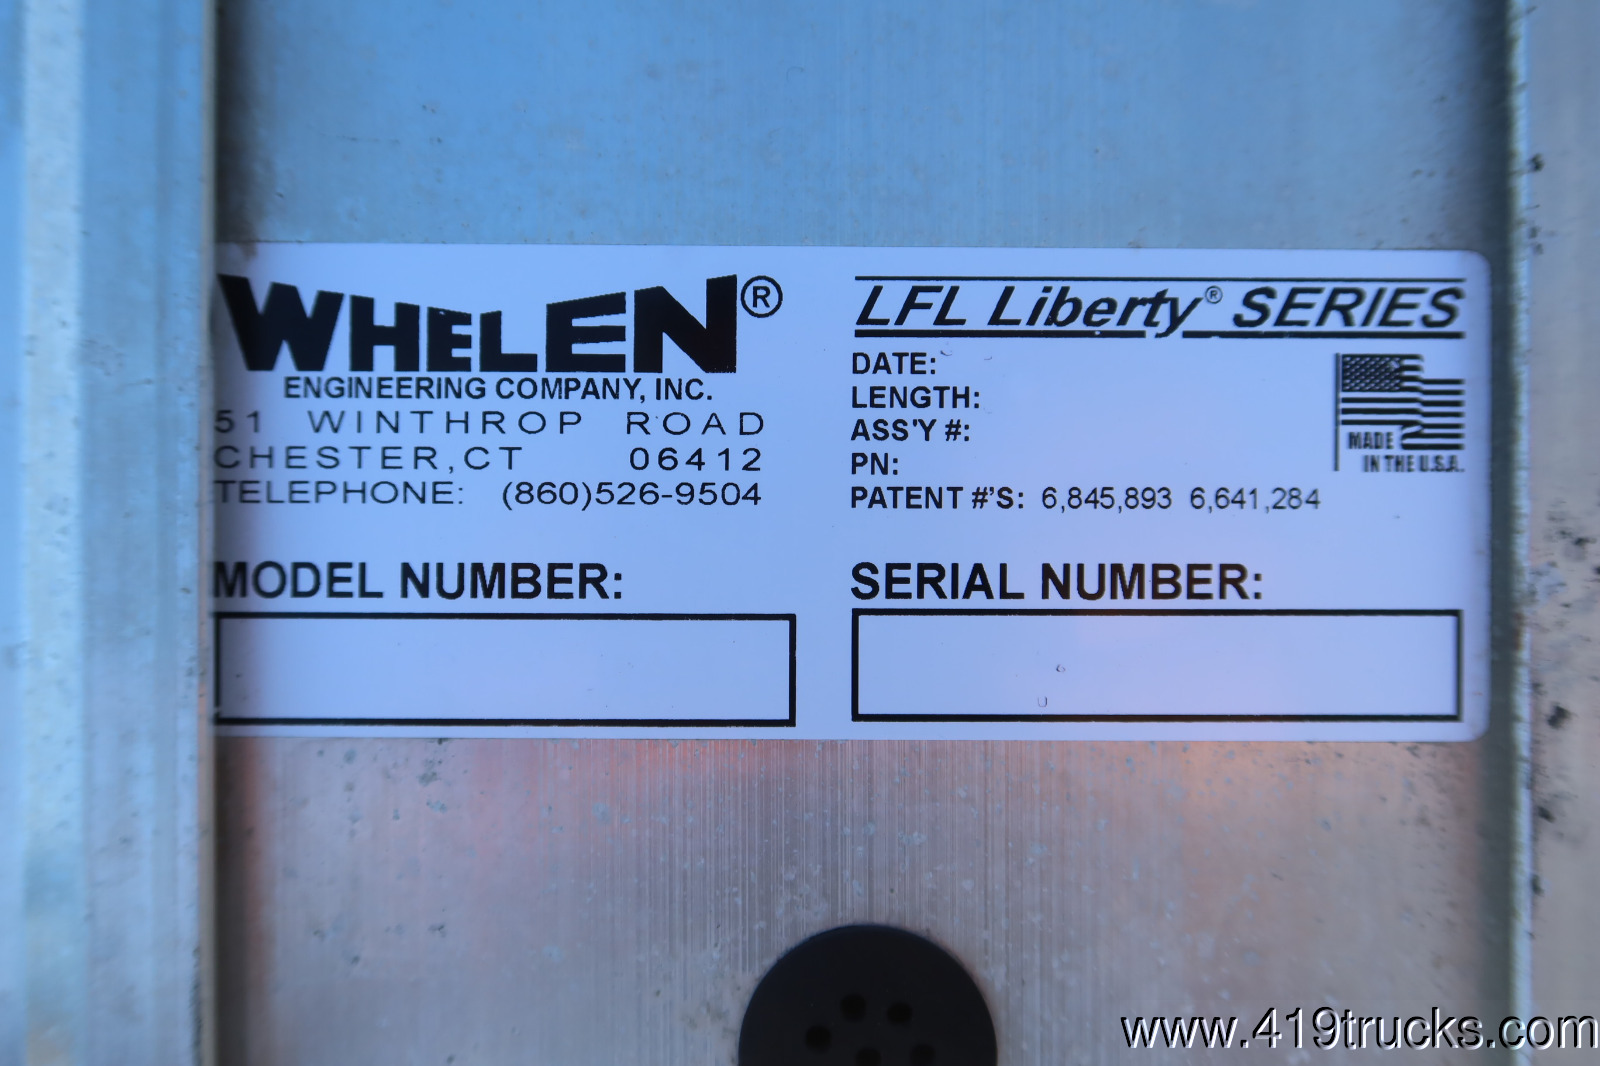 WHELEN®
ENGINEERING COMPANY, INC.
51 WINTHROP ROAD
CHESTER, CT 06412
TELEPHONE: (860)526-9504
MODEL NUMBER:
LFL Liberty® SERIES
DATE:
LENGTH:
ASS'Y #:
PN:
PATENT #'S: 6,845,893 6,641,284
MADE
IN THE U.S.A.
SERIAL NUMBER:
www.419trucks.com